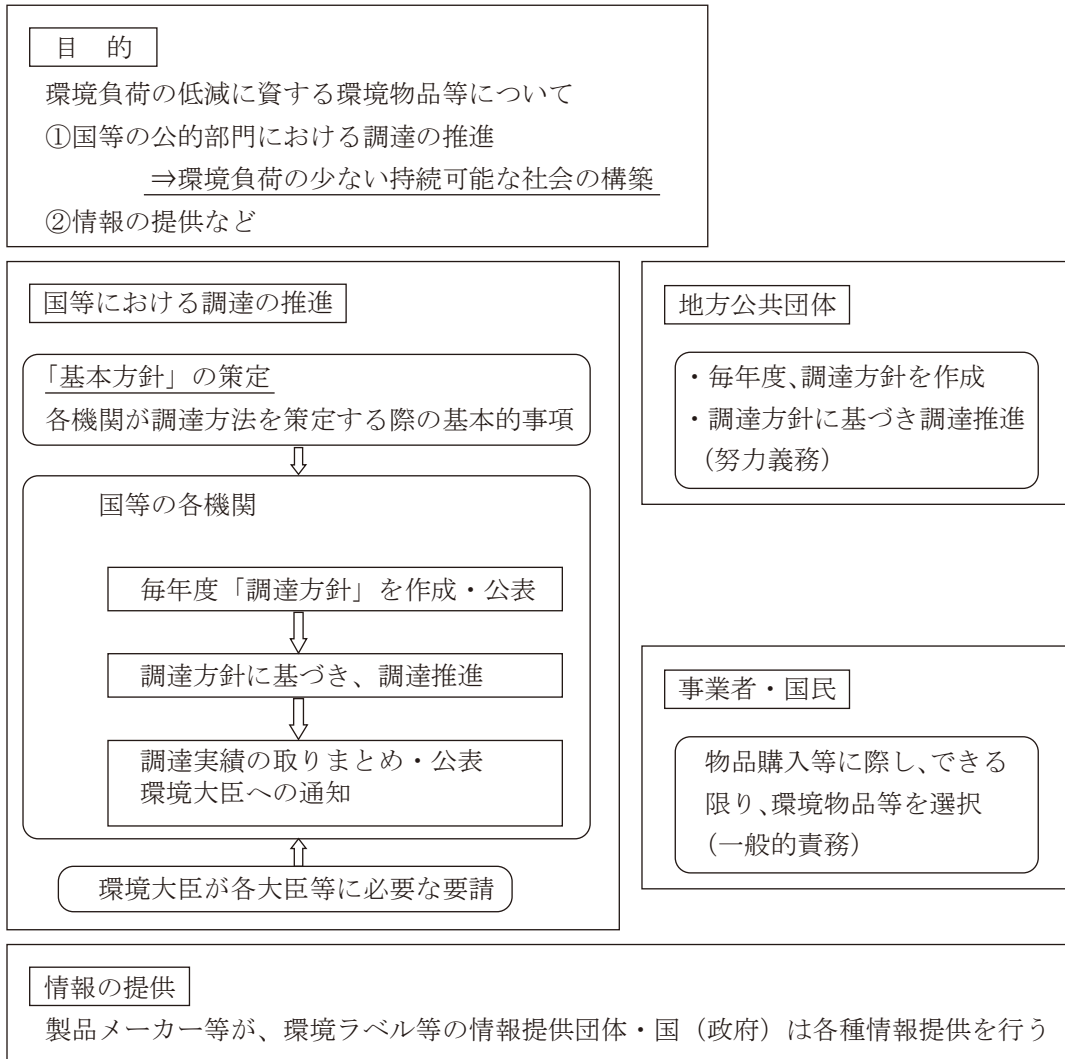 目 的
環境負荷の低減に資する環境物品等について
①国等の公的部門における調達の推進
⇒環境負荷の少ない持続可能な社会の構築
②情報の提供など
国等における調達の推進
「基本方針」の策定
各機関が調達方法を策定する際の基本的事項
国等の各機関
毎年度「調達方針」を作成・公表
調達方針に基づき、調達推進
調達実績の取りまとめ・公表
環境大臣への通知
環境大臣が各大臣等に必要な要請
地方公共団体
・毎年度、調達方針を作成
・調達方針に基づき調達推進
(努力義務)
事業者・国民
物品購入等に際し、できる
限り、環境物品等を選択
(一般的責務)
情報の提供
製品メーカー等が、環境ラベル等の情報提供団体・国（政府）は各種情報提供を行う